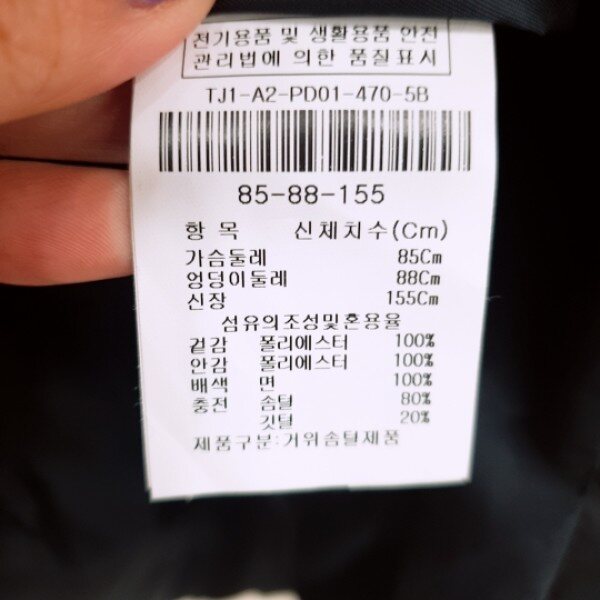 전기용품 및 생활용품 안전
관리법에 의한 품질표시
TJ1-A2-PD01-470-5B
85-88-155
항 목 신체치수(Cm)
가슴둘레 85Cm
엉덩이둘레 88Cm
신장 155Cm
섬유의조성및혼용율
겉감 폴리에스터 100%
안감 폴리에스터 100%
배색 면 100%
충전 솜털 80%
깃털 20%
제품구분:거위솜털제품